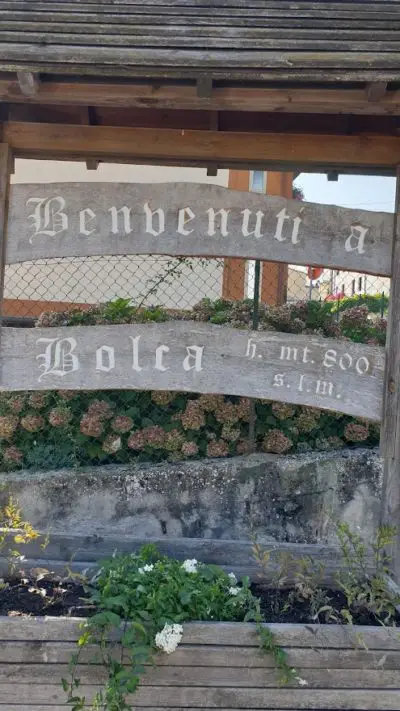 Benvenuti a
Bolca h. mt. 800
s.l.m.